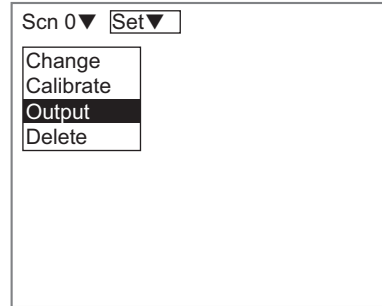 Scn 0▼ Set▼
Change
Calibrate
Output
Delete